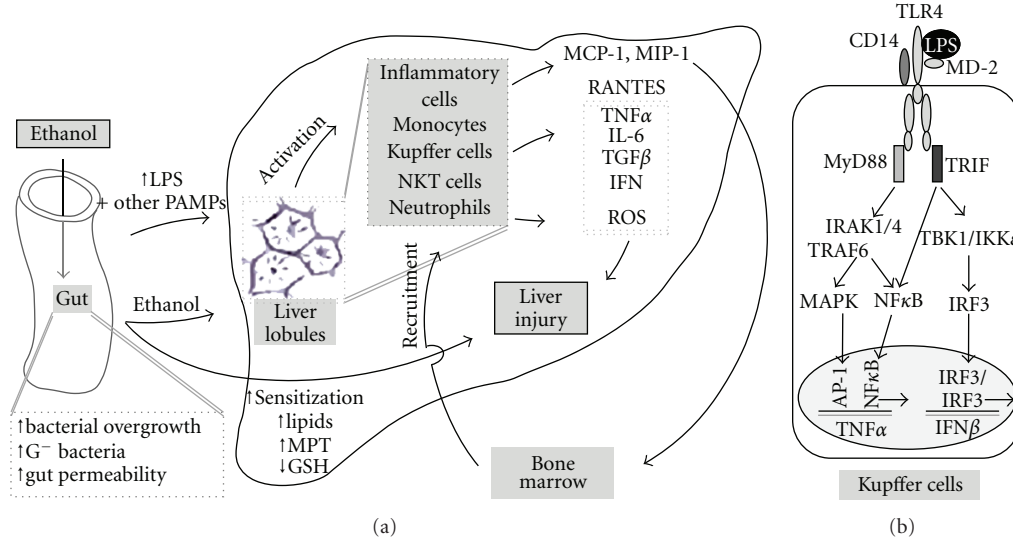 Ethanol
↑LPS
+ other PAMPs
Gut
Ethanol
↑bacterial overgrowth
↑G⁻ bacteria
↑gut permeability
Activation
Liver
lobules
Inflammatory
cells
Monocytes
Kupffer cells
NKT cells
Neutrophils
Recruitment
MCP-1, MIP-1
RANTES
TNFα
IL-6
TGFβ
IFN
ROS
Liver
injury
↑Sensitization
↑lipids
↑MPT
↓GSH
Bone
marrow
(a)
TLR4
CD14
LPS
MD-2
MyD88
TRIF
IRAK1/4
TRAF6
TBK1/IKK
MAPK
NFκB
IRF3
AP-1
NFκB
IRF3/
IRF3
TNFα
IFNβ
Kupffer cells
(b)